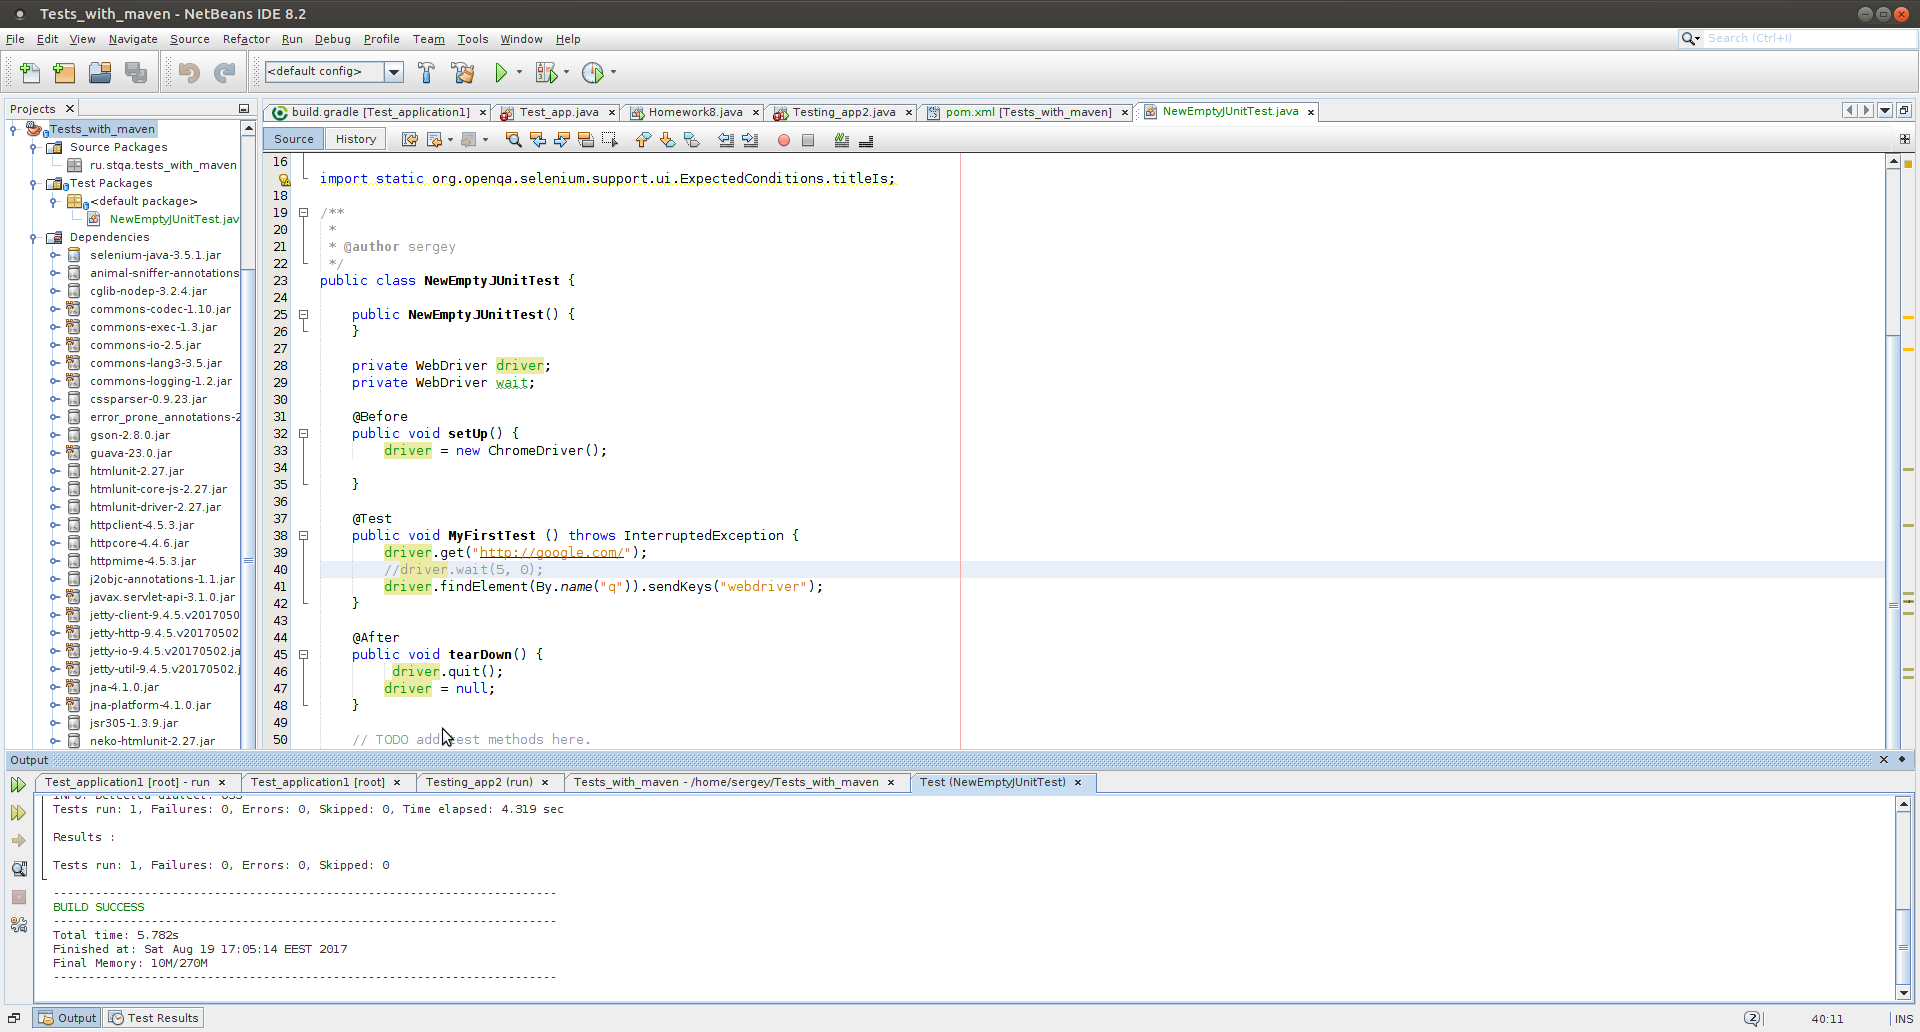 Tests_with_maven - NetBeans IDE 8.2
File Edit View Navigate Source Refactor Run Debug Profile Team Tools Window Help
Search (Ctrl+I)
<default config>
Projects
build.gradle [Test_application1]
Test_app.java
Homework8.java
Testing_app2.java
pom.xml [Tests_with_maven]
NewEmptyJUnitTest.java
Source History
Tests_with_maven
Source Packages
ru.stqa.tests_with_maven
Test Packages
<default package>
NewEmptyJUnitTest.jav
Dependencies
selenium-java-3.5.1.jar
animal-sniffer-annotations
cglib-nodep-3.2.4.jar
commons-codec-1.10.jar
commons-exec-1.3.jar
commons-io-2.5.jar
commons-lang3-3.5.jar
commons-logging-1.2.jar
cssparser-0.9.23.jar
error_prone_annotations-2
gson-2.8.0.jar
guava-23.0.jar
htmlunit-2.27.jar
htmlunit-core-js-2.27.jar
htmlunit-driver-2.27.jar
httpclient-4.5.3.jar
httpcore-4.4.6.jar
httpmime-4.5.3.jar
j2objc-annotations-1.1.jar
javax.servlet-api-3.1.0.jar
jetty-client-9.4.5.v2017050
jetty-http-9.4.5.v20170502
jetty-io-9.4.5.v20170502.ja
jetty-util-9.4.5.v20170502.j
jna-4.1.0.jar
jna-platform-4.1.0.jar
jsr305-1.3.9.jar
neko-htmlunit-2.27.jar
16
import static org.openqa.selenium.support.ui.ExpectedConditions.titleIs;
18
19 /**
20 *
21 * @author sergey
22 */
23 public class NewEmptyJUnitTest {
24
25 public NewEmptyJUnitTest() {
26 }
27
28 private WebDriver driver;
29 private WebDriver wait;
30
31 @Before
32 public void setUp() {
33 driver = new ChromeDriver();
34
35 }
36
37 @Test
38 public void MyFirstTest () throws InterruptedException {
39 driver.get("http://google.com/");
40 //driver.wait(5, 0);
41 driver.findElement(By.name("q")).sendKeys("webdriver");
42 }
43
44 @After
45 public void tearDown() {
46 driver.quit();
47 driver = null;
48 }
49
50 // TODO add test methods here.
Output
Test_application1 [root] - run
Test_application1 [root]
Testing_app2 (run)
Tests_with_maven - /home/sergey/Tests_with_maven
Test (NewEmptyJUnitTest)
Tests run: 1, Failures: 0, Errors: 0, Skipped: 0, Time elapsed: 4.319 sec
Results :
Tests run: 1, Failures: 0, Errors: 0, Skipped: 0
------------------------------------------------------------------------
BUILD SUCCESS
------------------------------------------------------------------------
Total time: 5.782s
Finished at: Sat Aug 19 17:05:14 EEST 2017
Final Memory: 10M/270M
------------------------------------------------------------------------
Output Test Results
2
40:11 INS